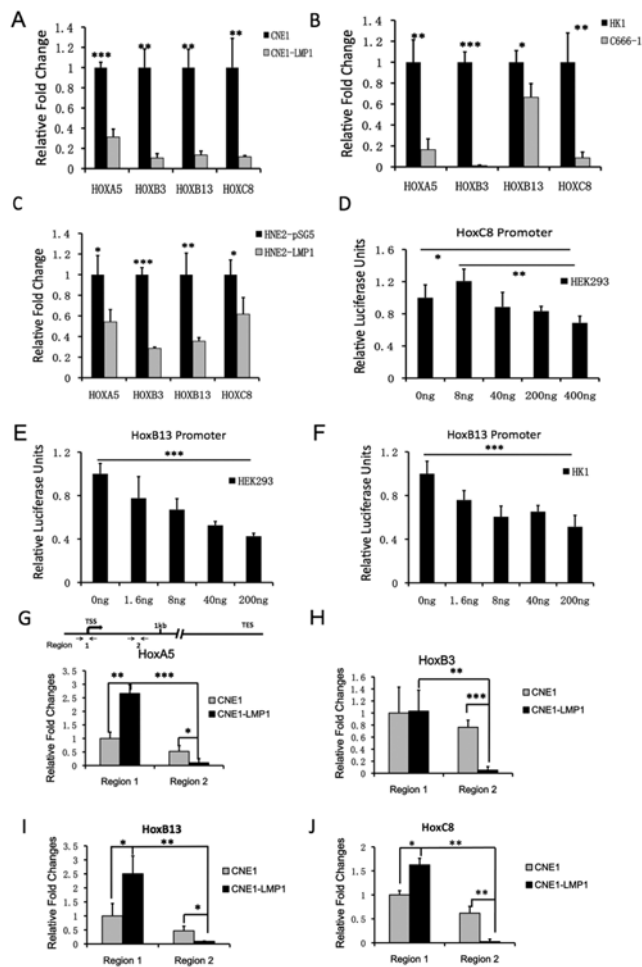 A
Relative Fold Change
1.4
1.2
1
0.8
0.6
0.4
0.2
0
***
**
**
**
CNE1
CNE1-LMP1
HOXA5 HOXB3 HOXB13 HOXC8
B
Relative Fold Change
1.4
1.2
1
0.8
0.6
0.4
0.2
0
**
***
*
**
HK1
C666-1
HOXA5 HOXB3 HOXB13 HOXC8
C
Relative Fold Change
1.4
1.2
1
0.8
0.6
0.4
0.2
0
*
***
**
*
HNE2-pSG5
HNE2-LMP1
HOXA5 HOXB3 HOXB13 HOXC8
D
HoxC8 Promoter
Relative Luciferase Units
1.6
1.2
0.8
0.4
0
*
**
HEK293
0ng 8ng 40ng 200ng 400ng
E
HoxB13 Promoter
Relative Luciferase Units
1.2
0.8
0.4
0
***
HEK293
0ng 1.6ng 8ng 40ng 200ng
F
HoxB13 Promoter
Relative Luciferase Units
1.2
0.8
0.4
0
***
HK1
0ng 1.6ng 8ng 40ng 200ng
G
TSS 1kb TES
Region 1 2
HoxA5
Relative Fold Changes
3.5
3
2.5
2
1.5
1
0.5
0
** ***
*
CNE1
CNE1-LMP1
Region 1 Region 2
H
HoxB3
Relative Fold Changes
2
1.5
1
0.5
0
**
***
CNE1
CNE1-LMP1
Region 1 Region 2
I
HoxB13
Relative Fold Changes
3.5
3
2.5
2
1.5
1
0.5
0
* **
*
CNE1
CNE1-LMP1
Region 1 Region 2
J
HoxC8
Relative Fold Changes
2
1.5
1
0.5
0
* **
**
CNE1
CNE1-LMP1
Region 1 Region 2